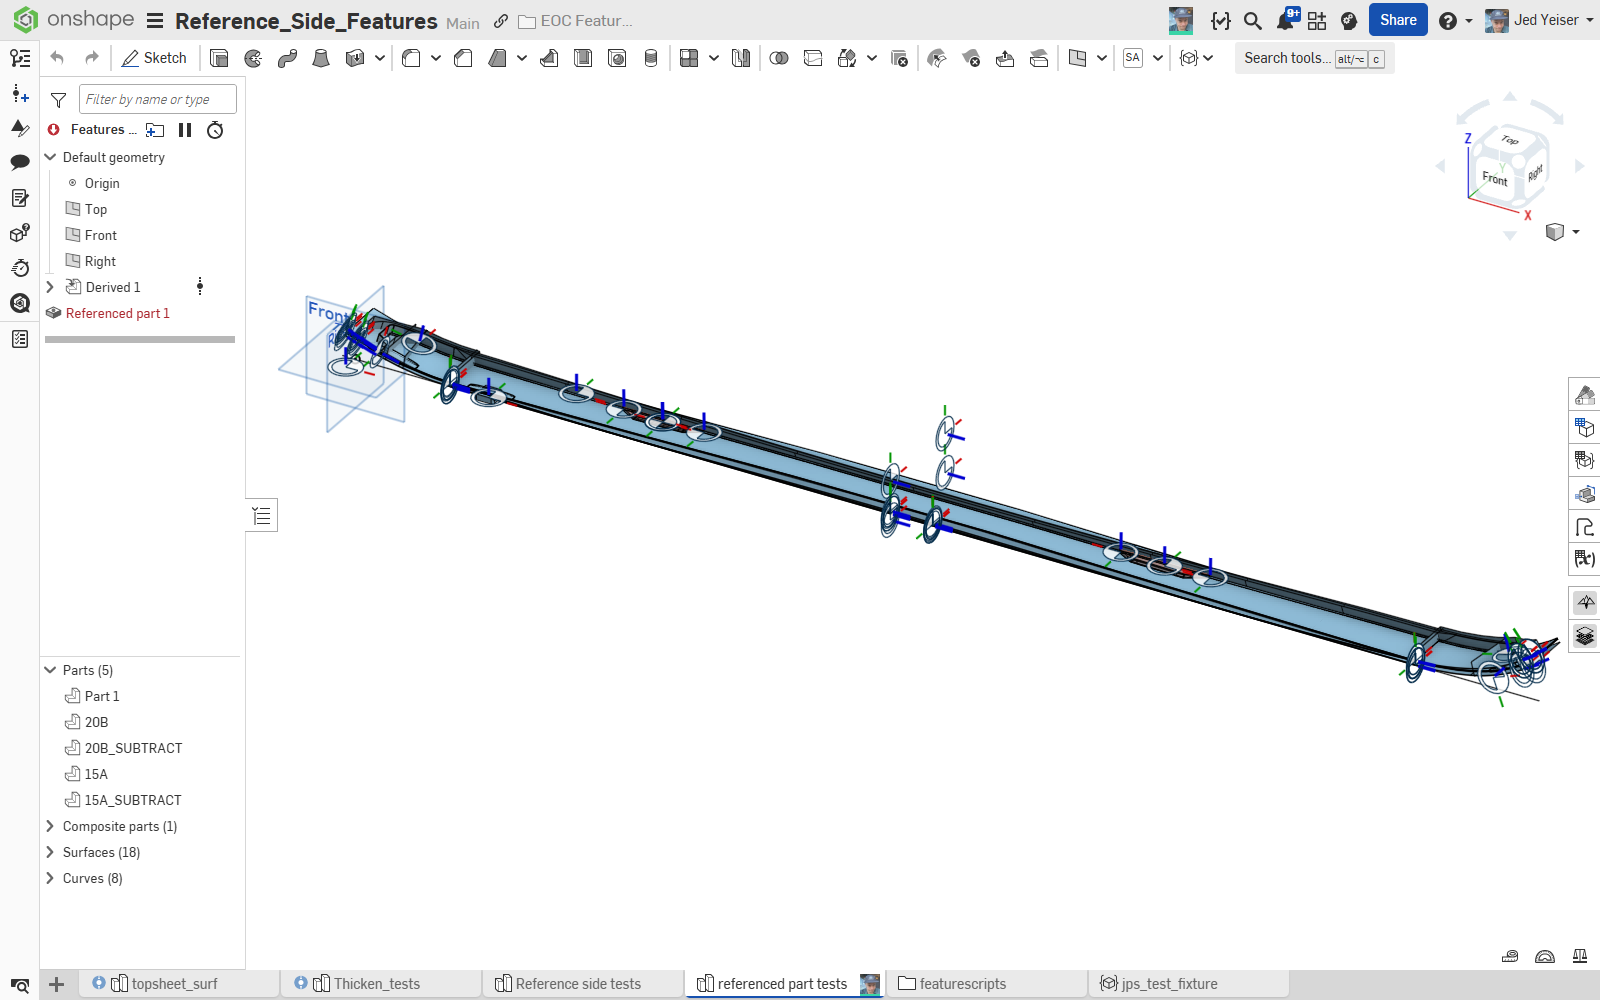 onshape
Reference_Side_Features Main
EOC Featur...
9+
Share
Jed Yeiser
Sketch
SA
Search tools... alt/⌥ c
Filter by name or type
Features ...
Default geometry
Origin
Top
Front
Right
Derived 1
Referenced part 1
Parts (5)
Part 1
20B
20B_SUBTRACT
15A
15A_SUBTRACT
Composite parts (1)
Surfaces (18)
Curves (8)
Front
R
Z
Top
Y
Front
Right
X
topsheet_surf
Thicken_tests
Reference side tests
referenced part tests
featurescripts
jps_test_fixture